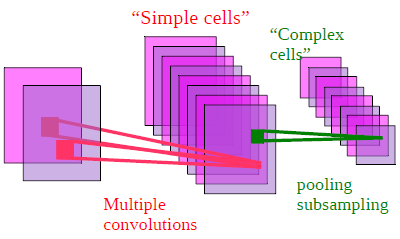 “Simple cells”
“Complex
cells”
Multiple
convolutions
pooling
subsampling